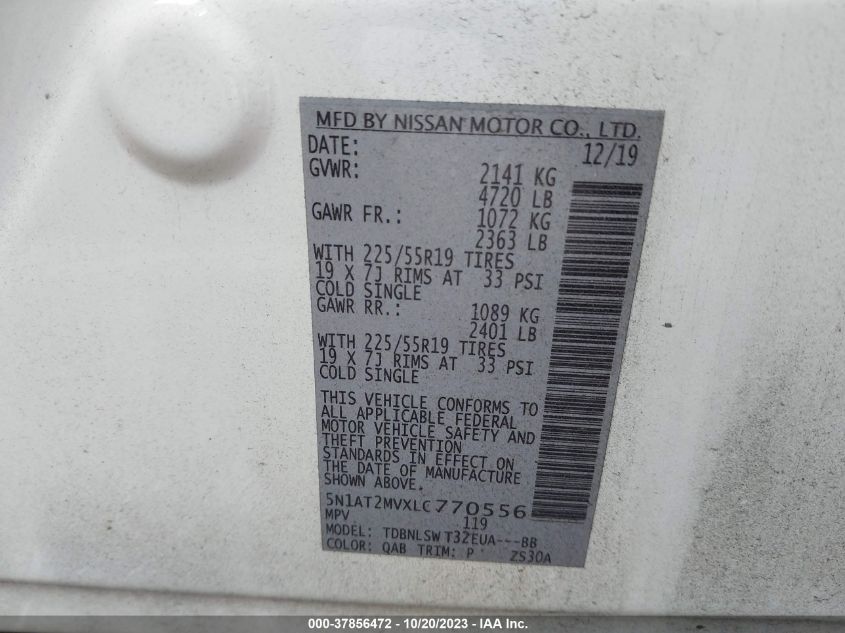 MFD BY NISSAN MOTOR CO., LTD.
DATE: 12/19
GVWR: 2141 KG
4720 LB
GAWR FR.: 1072 KG
2363 LB
WITH 225/55R19 TIRES
19 X 7J RIMS AT 33 PSI
COLD SINGLE
GAWR RR.: 1089 KG
2401 LB
WITH 225/55R19 TIRES
19 X 7J RIMS AT 33 PSI
COLD SINGLE
THIS VEHICLE CONFORMS TO
ALL APPLICABLE FEDERAL
MOTOR VEHICLE SAFETY AND
THEFT PREVENTION
STANDARDS IN EFFECT ON
THE DATE OF MANUFACTURE
SHOWN ABOVE.
5N1AT2MVXLC770556
MPV 119
MODEL: TDBNLSW T32EUA---BB
COLOR: QAB TRIM: P ZS30A
000-37856472 - 10/20/2023 - IAA Inc.